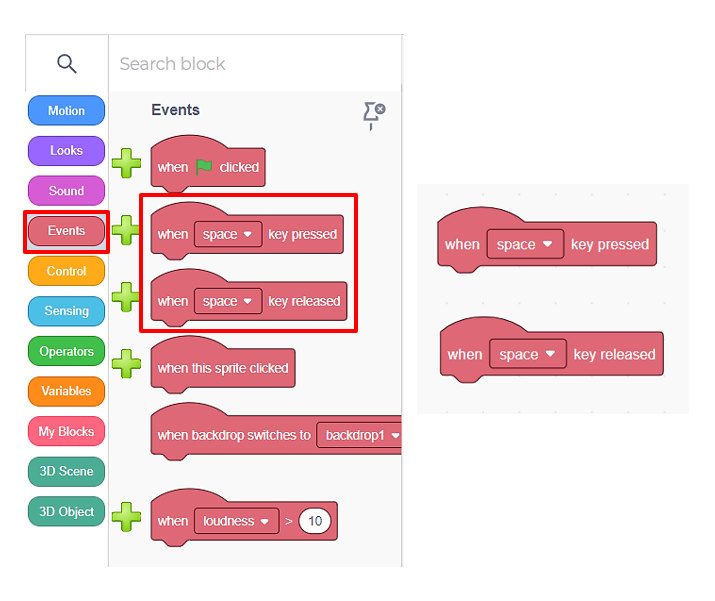 Search block
Motion
Looks
Sound
Events
Control
Sensing
Operators
Variables
My Blocks
3D Scene
3D Object
Events
when clicked
when space key pressed
when space key released
when this sprite clicked
when backdrop switches to backdrop1
when loudness > 10
when space key pressed
when space key released